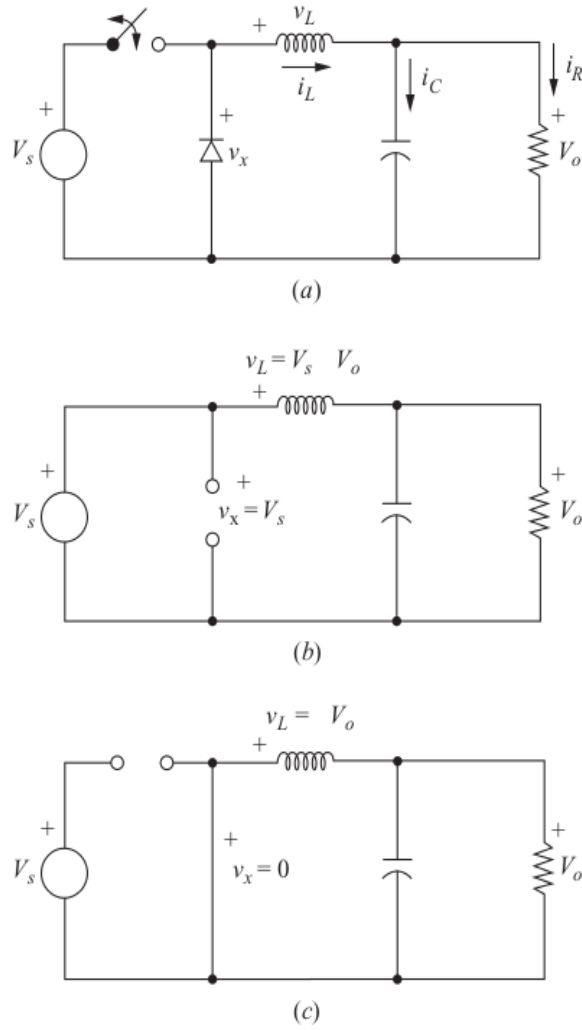 v_L
+
i_L
i_C
i_R
+
V_s
+
v_x
+
V_o
(a)
v_L = V_s V_o
+
+
V_s
+
v_x = V_s
+
V_o
(b)
v_L = V_o
+
+
V_s
+
v_x = 0
+
V_o
(c)